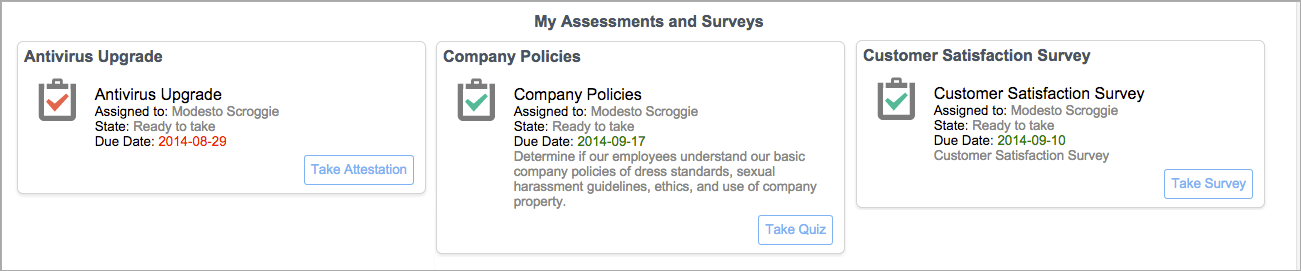 My Assessments and Surveys
Antivirus Upgrade
Antivirus Upgrade
Assigned to: Modesto Scroggie
State: Ready to take
Due Date: 2014-08-29
Take Attestation
Company Policies
Company Policies
Assigned to: Modesto Scroggie
State: Ready to take
Due Date: 2014-09-17
Determine if our employees understand our basic
company policies of dress standards, sexual
harassment guidelines, ethics, and use of company
property.
Take Quiz
Customer Satisfaction Survey
Customer Satisfaction Survey
Assigned to: Modesto Scroggie
State: Ready to take
Due Date: 2014-09-10
Customer Satisfaction Survey
Take Survey